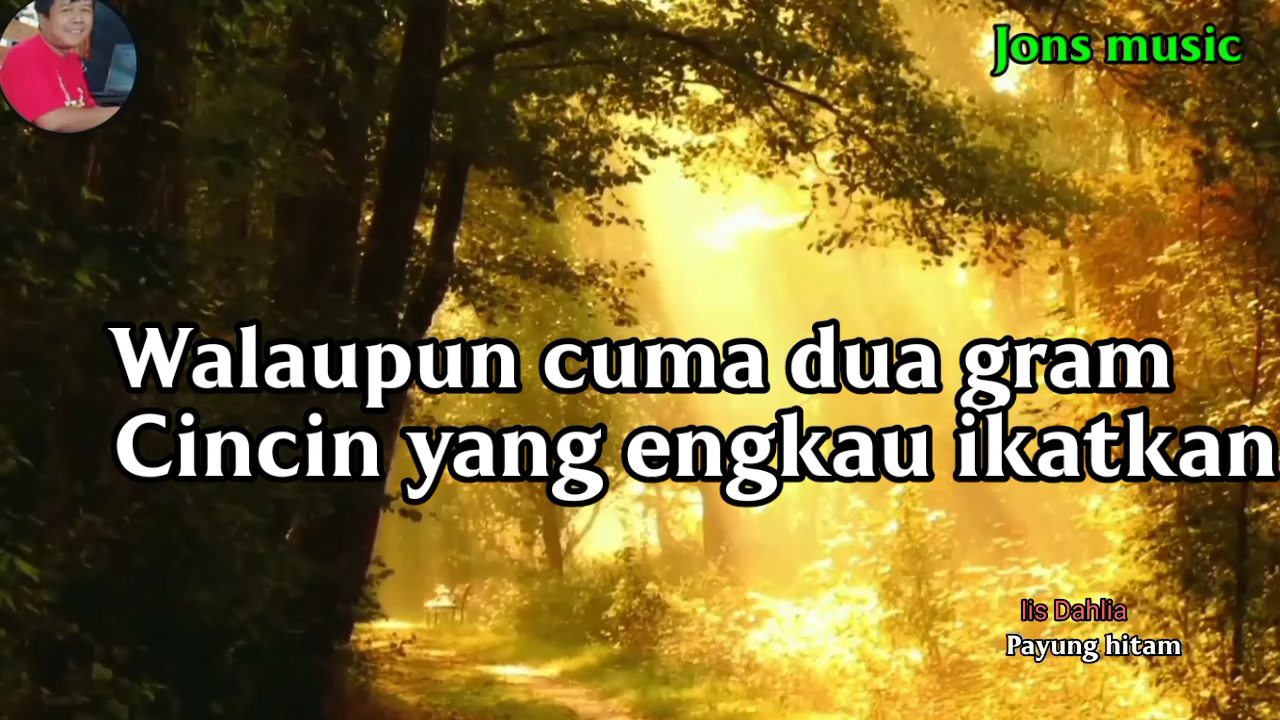 Jons music
Walaupun cuma dua gram
Cincin yang engkau ikatkan
Iis Dahlia
Payung hitam